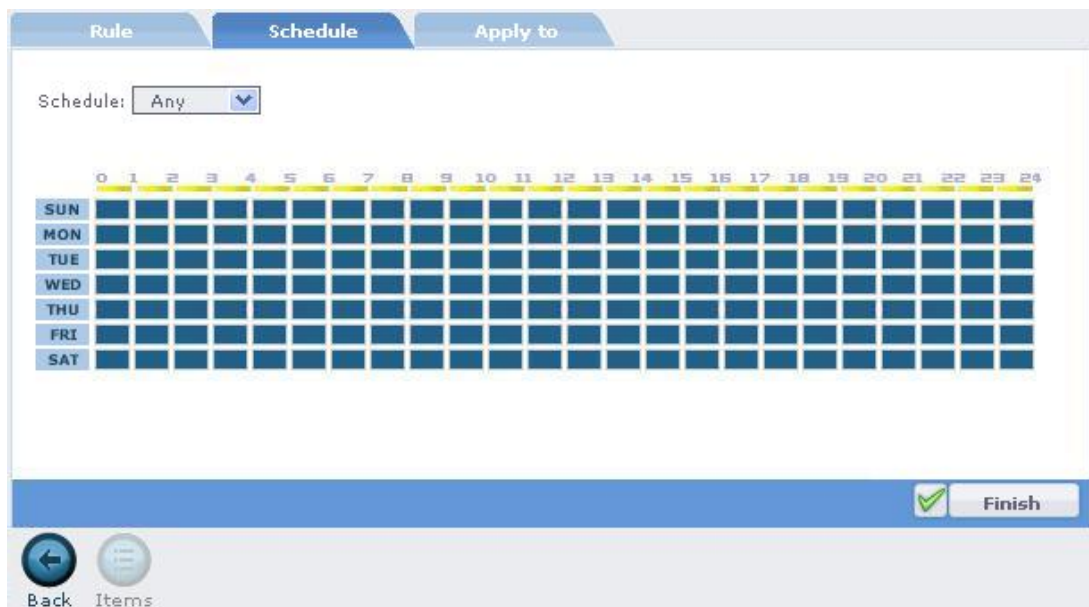 Rule Schedule Apply to
Schedule: Any
0 1 2 3 4 5 6 7 8 9 10 11 12 13 14 15 16 17 18 19 20 21 22 23 24
SUN
MON
TUE
WED
THU
FRI
SAT
Finish
Back Items